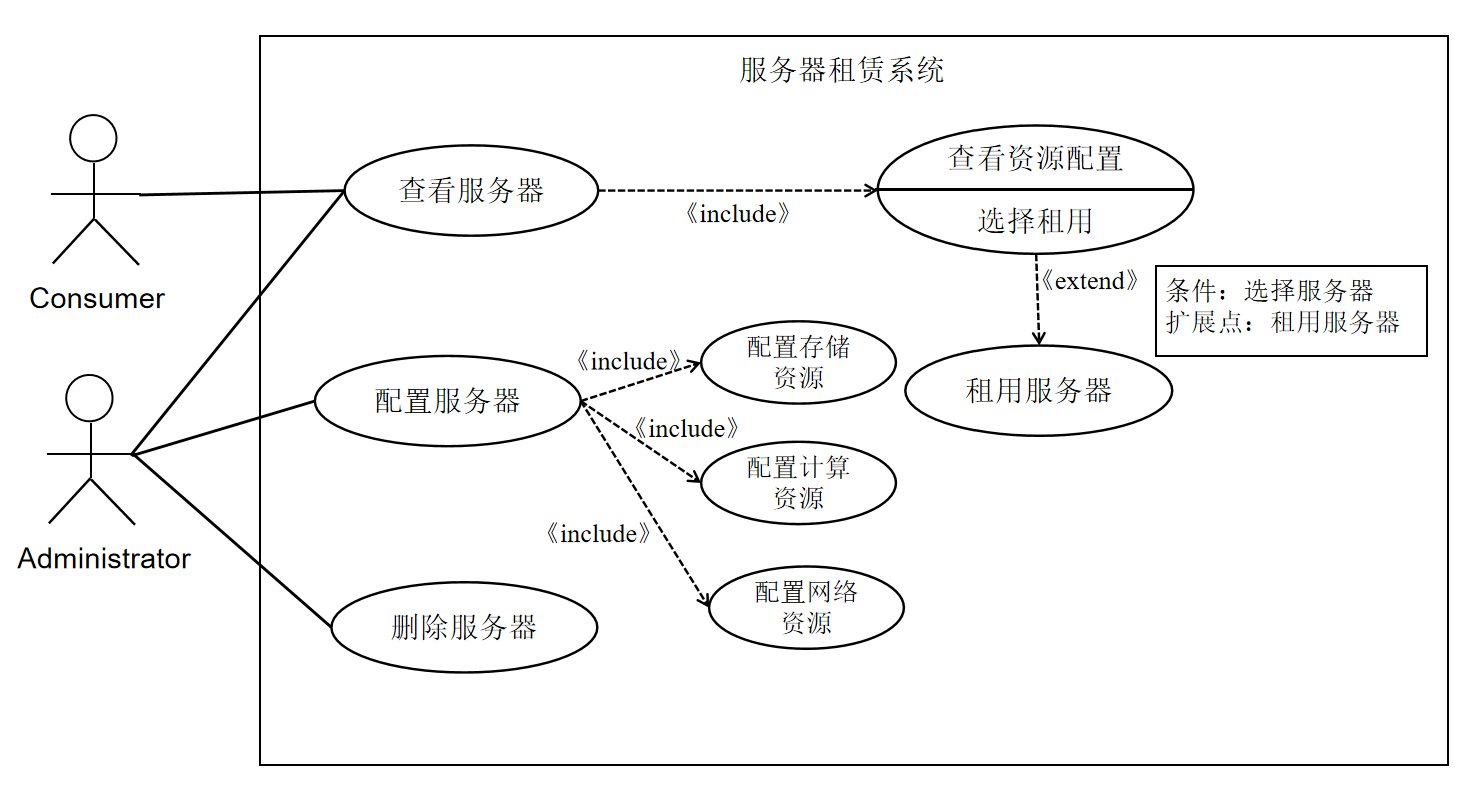 服务器租赁系统
Consumer
查看服务器
《include》
查看资源配置
选择租用
《extend》
条件：选择服务器
扩展点：租用服务器
租用服务器
Administrator
配置服务器
《include》
配置存储
资源
《include》
配置计算
资源
《include》
配置网络
资源
删除服务器